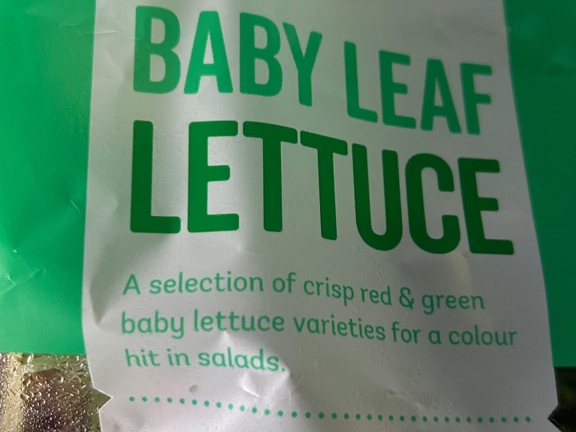 BABY LEAF
LETTUCE
A selection of crisp red & green
baby lettuce varieties for a colour
hit in salads.